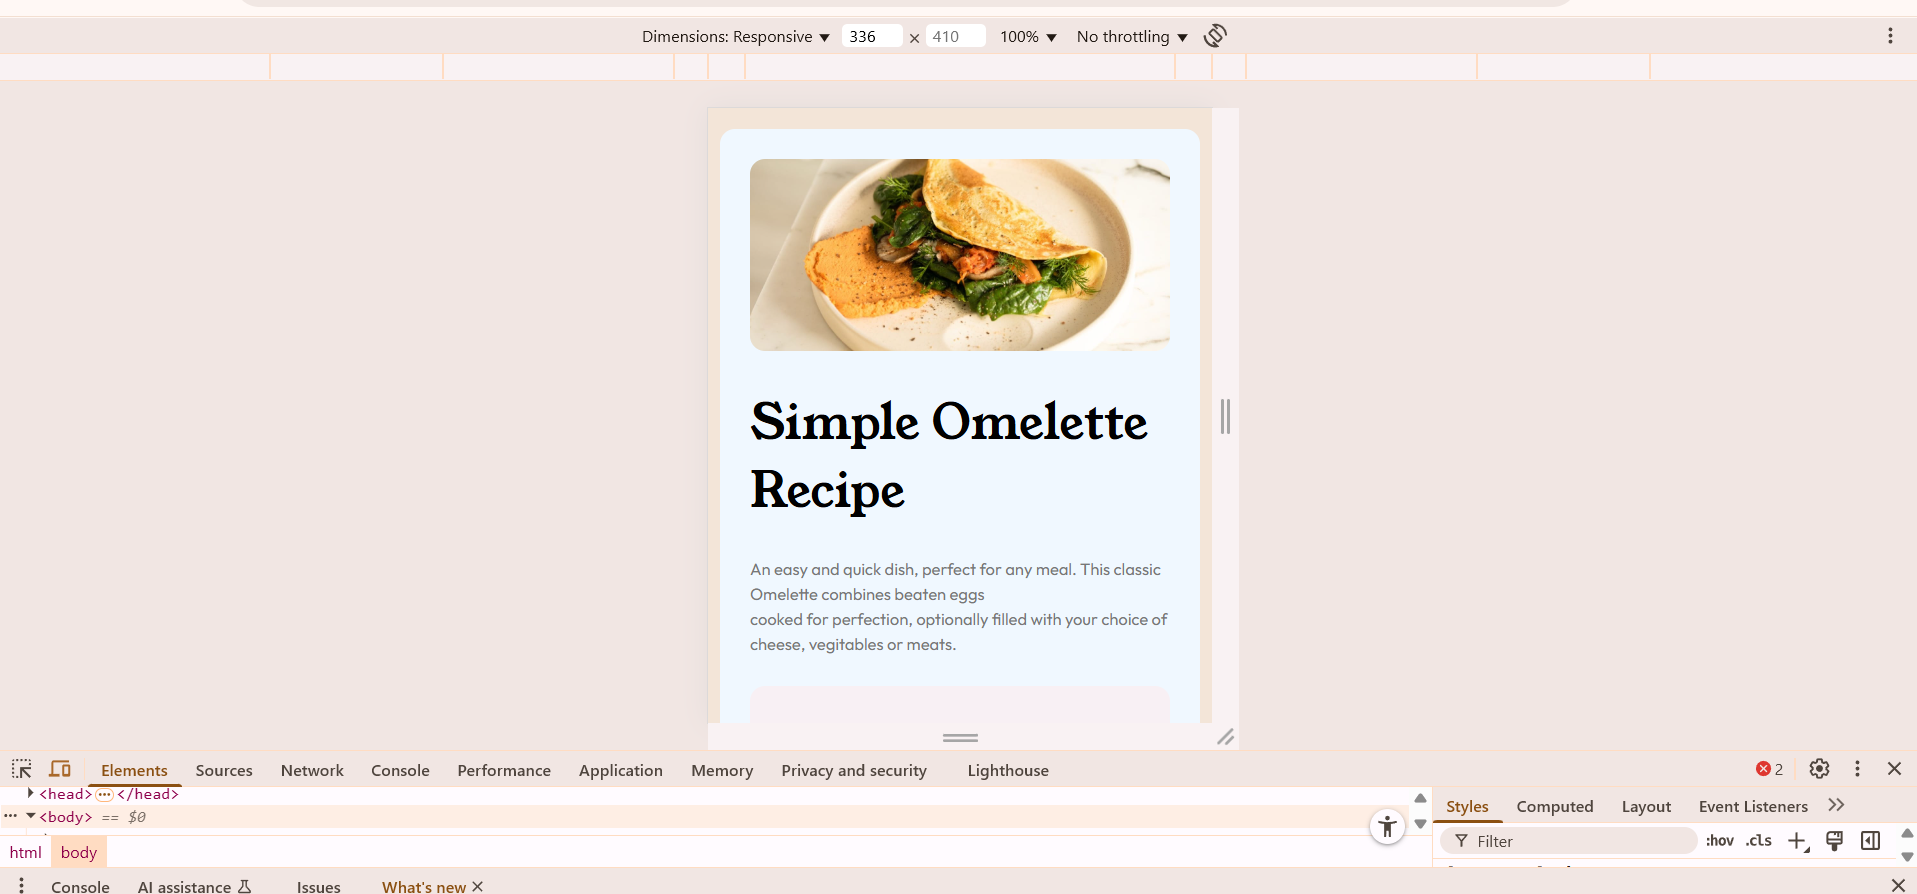 Dimensions: Responsive ▼ 336 × 410 100% ▼ No throttling ▼
Simple Omelette
Recipe
An easy and quick dish, perfect for any meal. This classic
Omelette combines beaten eggs
cooked for perfection, optionally filled with your choice of
cheese, vegitables or meats.
Elements Sources Network Console Performance Application Memory Privacy and security Lighthouse 2
<head>…</head>
<body> == $0
html body
Styles Computed Layout Event Listeners
Filter :hov .cls
Console AI assistance Issues What's new